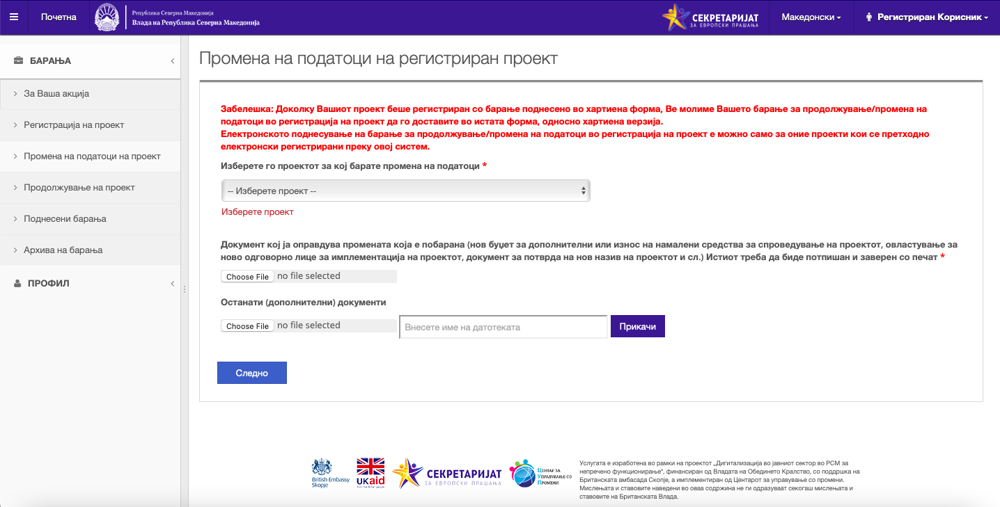 Почетна
Република Северна Македонија
Влада на Република Северна Македонија
СЕКРЕТАРИЈАТ
ЗА ЕВРОПСКИ ПРАШАЊА
Македонски
Регистриран Корисник
БАРАЊА
За Ваша акција
Регистрација на проект
Промена на податоци на проект
Продолжување на проект
Поднесени барања
Архива на барања
ПРОФИЛ
Промена на податоци на регистриран проект
Забелешка: Доколку Вашиот проект беше регистриран со барање поднесено во хартиена форма, Ве молиме Вашето барање за продолжување/промена на
податоци во регистрација на проект да го доставите во истата форма, односно хартиена верзија.
Електронското поднесување на барање за продолжување/промена на податоци во регистрација на проект е можно само за оние проекти кои се претходно
електронски регистрирани преку овој систем.
Изберете го проектот за кој барате промена на податоци *
-- Изберете проект --
Изберете проект
Документ кој ја оправдува промената која е побарана (нов буџет за дополнителни или износ на намалени средства за спроведување на проектот, овластување за
ново одговорно лице за имплементација на проектот, документ за потврда на нов назив на проектот и сл.) Истиот треба да биде потпишан и заверен со печат *
Choose File no file selected
Останати (дополнителни) документи
Choose File no file selected
Внесете име на датотеката
Прикачи
Следно
British Embassy
Skopje
UKaid
from the British people
СЕКРЕТАРИЈАТ
ЗА ЕВРОПСКИ ПРАШАЊА
ЦЕНТАР ЗА
УПРАВУВАЊЕ СО
ПРОМЕНИ
Услугата е изработена во рамки на проектот „Дигитализација во јавниот сектор во РСМ за
непречено функционирање“, финансиран од Владата на Обединето Кралство, со поддршка на
Британската амбасада Скопје, а имплементиран од Центарот за управување со промени.
Мислењата и ставовите наведени во оваа содржина не ги одразуваат секогаш мислењата и
ставовите на Британската Влада.